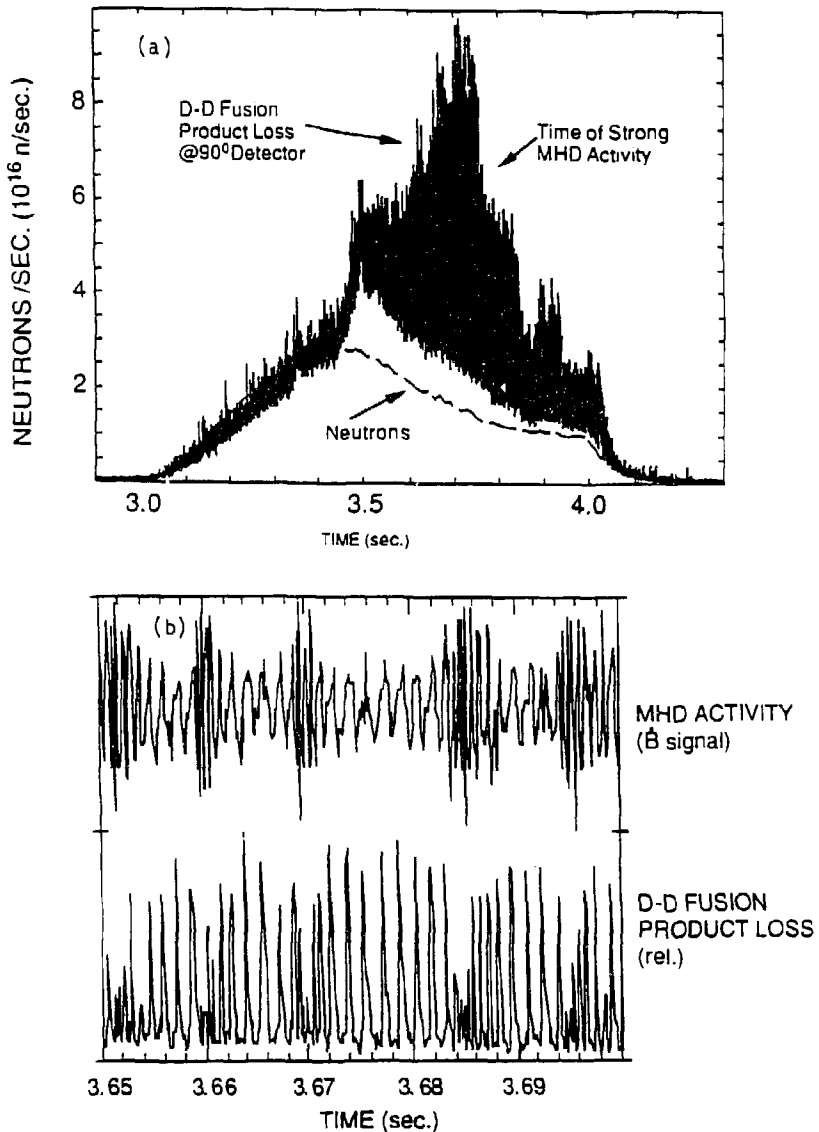 (a)
D-D Fusion
Product Loss
@90° Detector
Time of Strong
MHD Activity
NEUTRONS /SEC. (10^16 n/sec.)
8
6
4
2
Neutrons
3.0 3.5 4.0
TIME (sec.)
(b)
MHD ACTIVITY
(Ḃ signal)
D-D FUSION
PRODUCT LOSS
(rel.)
3.65 3.66 3.67 3.68 3.69
TIME (sec.)